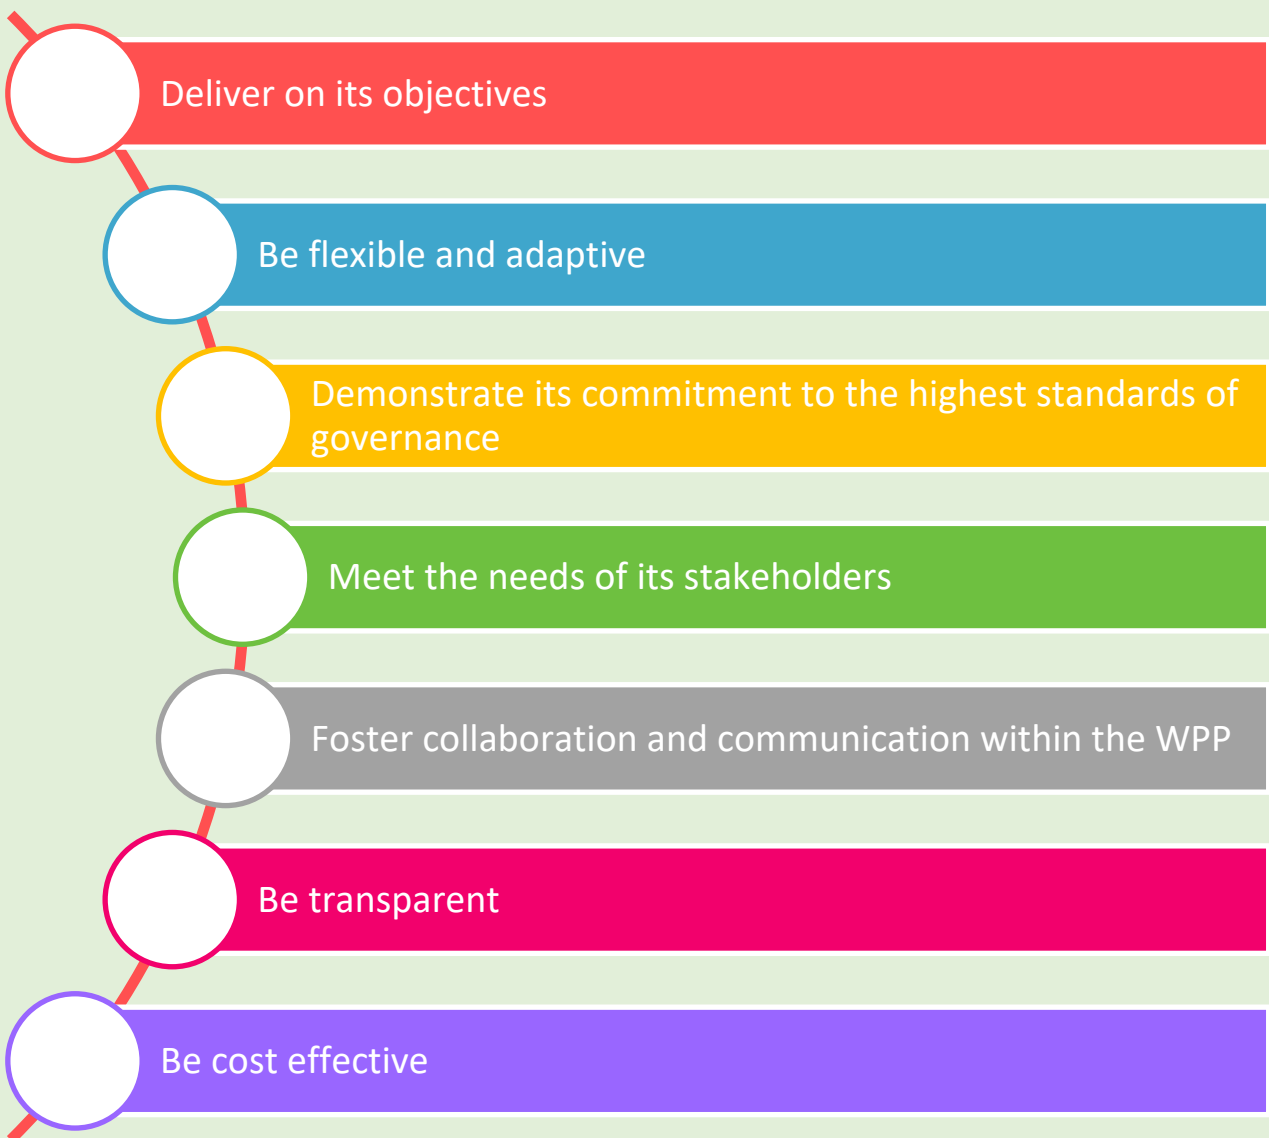 Deliver on its objectives
Be flexible and adaptive
Demonstrate its commitment to the highest standards of
governance
Meet the needs of its stakeholders
Foster collaboration and communication within the WPP
Be transparent
Be cost effective